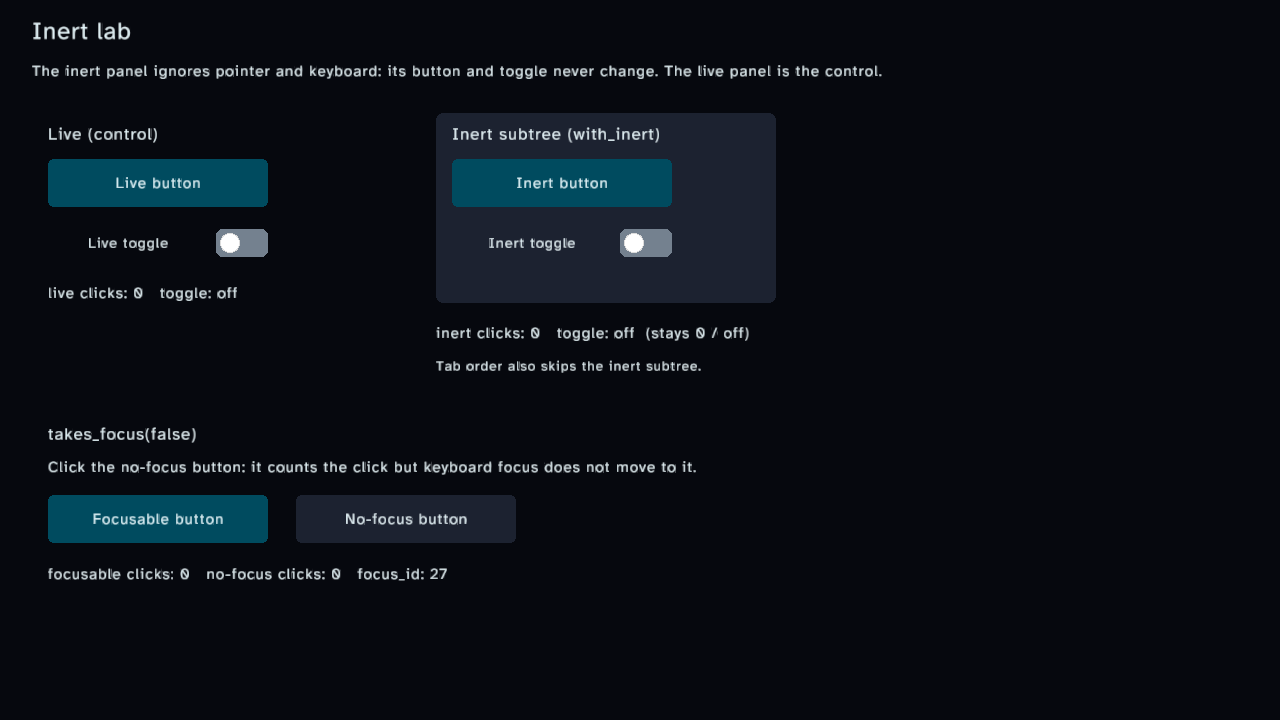 Inert lab
The inert panel ignores pointer and keyboard: its button and toggle never change. The live panel is the control.
Live (control)
Live button
Live toggle
live clicks: 0 toggle: off
Inert subtree (with_inert)
Inert button
Inert toggle
inert clicks: 0 toggle: off (stays 0 / off)
Tab order also skips the inert subtree.
takes_focus(false)
Click the no-focus button: it counts the click but keyboard focus does not move to it.
Focusable button
No-focus button
focusable clicks: 0 no-focus clicks: 0 focus_id: 27